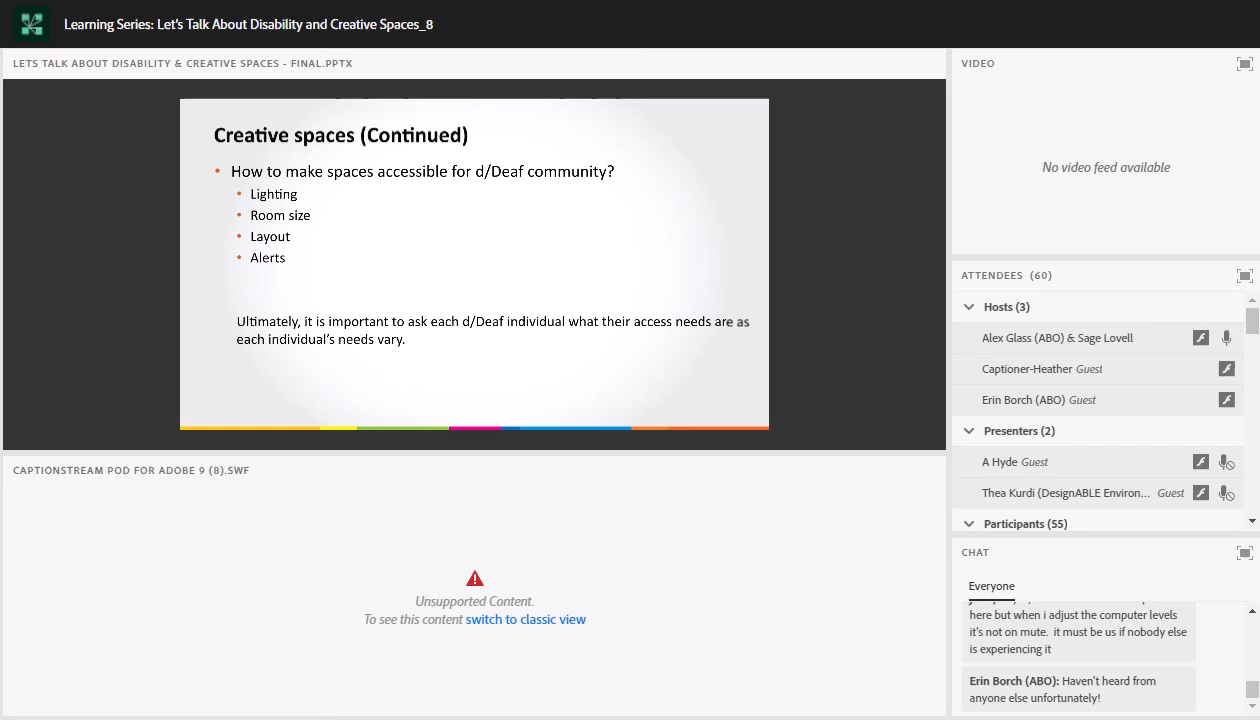 Learning Series: Let's Talk About Disability and Creative Spaces_8
LETS TALK ABOUT DISABILITY & CREATIVE SPACES - FINAL.PPTX
Creative spaces (Continued)
• How to make spaces accessible for d/Deaf community?
• Lighting
• Room size
• Layout
• Alerts
Ultimately, it is important to ask each d/Deaf individual what their access needs are as
each individual's needs vary.
CAPTIONSTREAM POD FOR ADOBE 9 (8).SWF
Unsupported Content.
To see this content switch to classic view
VIDEO
No video feed available
ATTENDEES (60)
Hosts (3)
Alex Glass (ABO) & Sage Lovell
Captioner-Heather Guest
Erin Borch (ABO) Guest
Presenters (2)
A Hyde Guest
Thea Kurdi (DesignABLE Environ... Guest
Participants (55)
CHAT
Everyone
here but when i adjust the computer levels
it's not on mute. it must be us if nobody else
is experiencing it
Erin Borch (ABO): Haven't heard from
anyone else unfortunately!